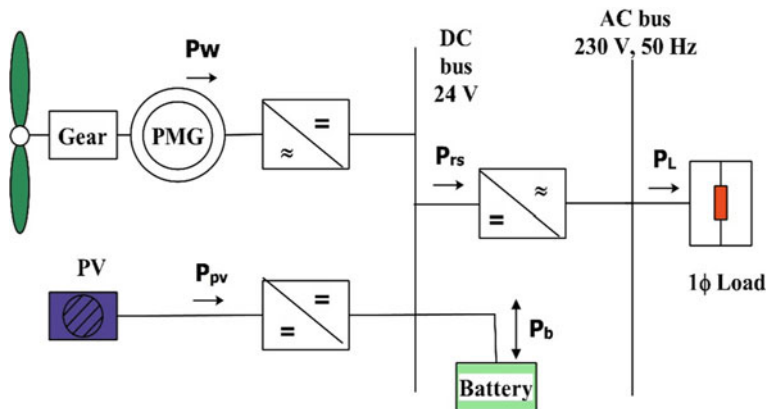 Pw
DC
bus
24 V
AC bus
230 V, 50 Hz
Gear
PMG
=
≈
Prs
≈
=
PL
1ϕ Load
PV
Ppv
=
=
Pb
Battery